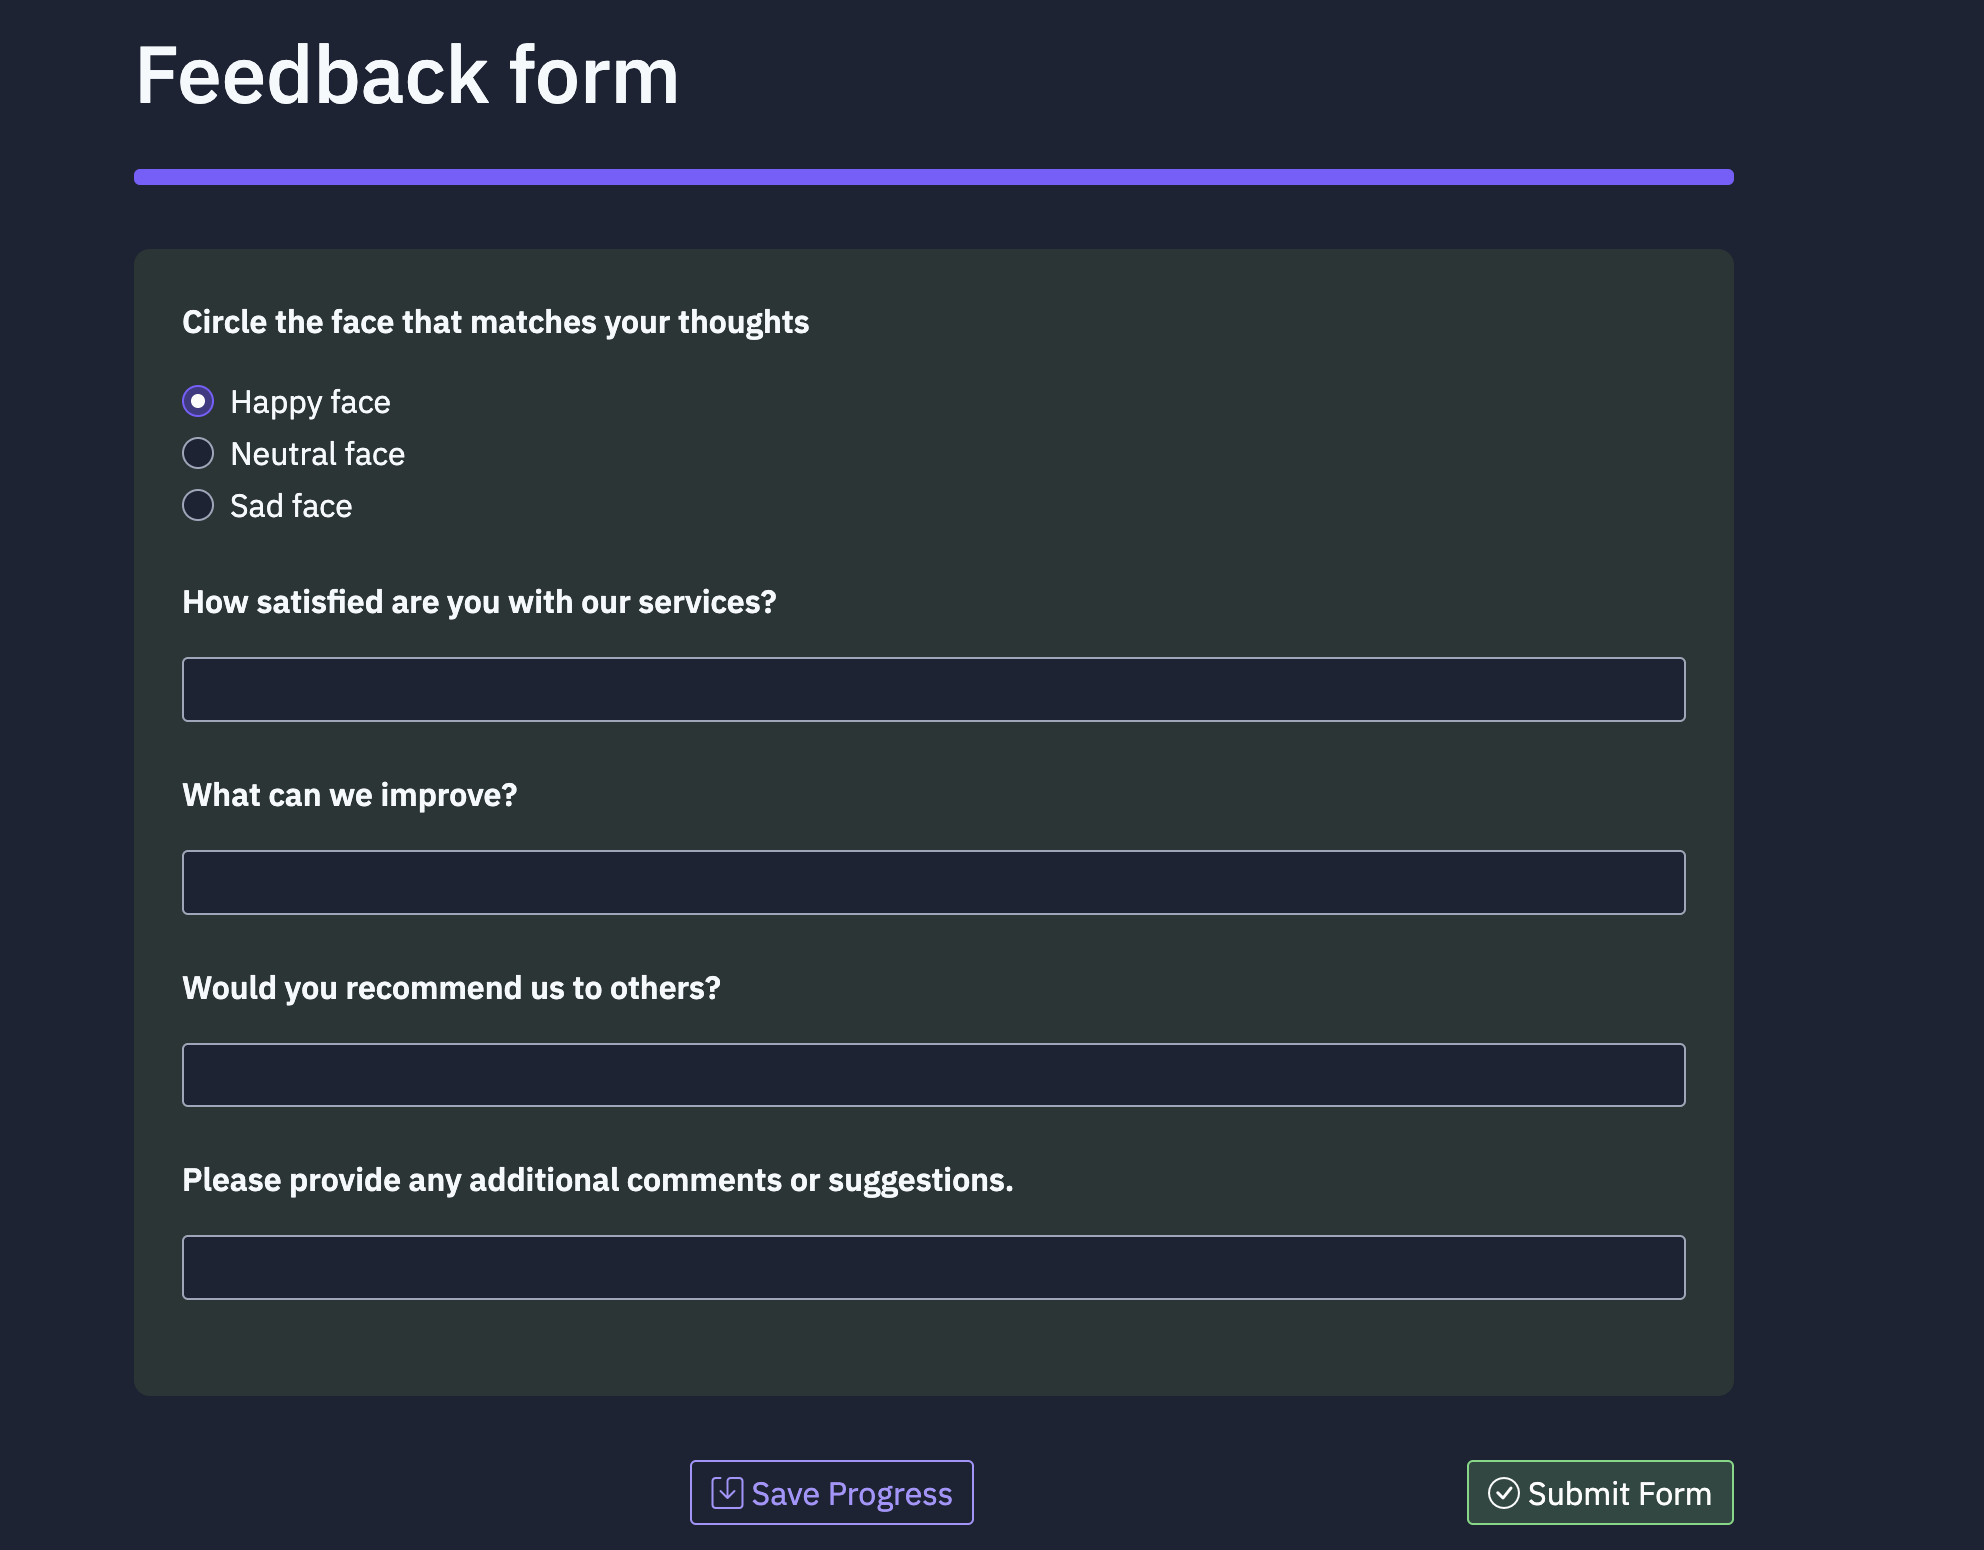 Feedback form
Circle the face that matches your thoughts
Happy face
Neutral face
Sad face
How satisfied are you with our services?
What can we improve?
Would you recommend us to others?
Please provide any additional comments or suggestions.
Save Progress
Submit Form